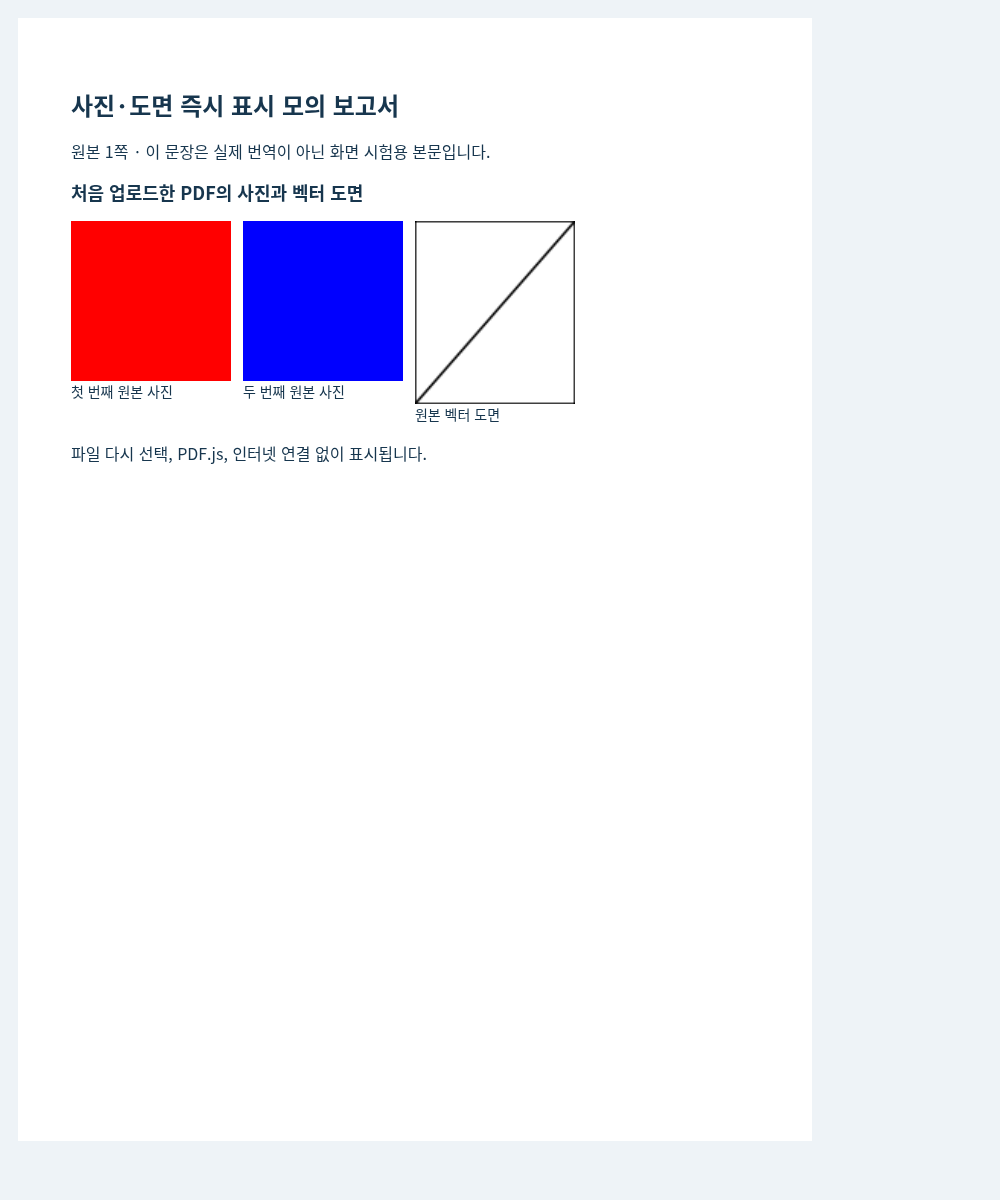 사진·도면 즉시 표시 모의 보고서
원본 1쪽 · 이 문장은 실제 번역이 아닌 화면 시험용 본문입니다.
처음 업로드한 PDF의 사진과 벡터 도면
첫 번째 원본 사진
두 번째 원본 사진
원본 벡터 도면
파일 다시 선택, PDF.js, 인터넷 연결 없이 표시됩니다.